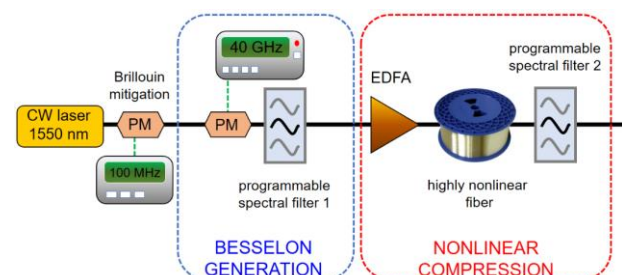 40 GHz
programmable
spectral filter 2
Brillouin
mitigation
EDFA
CW laser
1550 nm
PM
PM
100 MHz
programmable
spectral filter 1
highly nonlinear
fiber
BESSELON
GENERATION
NONLINEAR
COMPRESSION